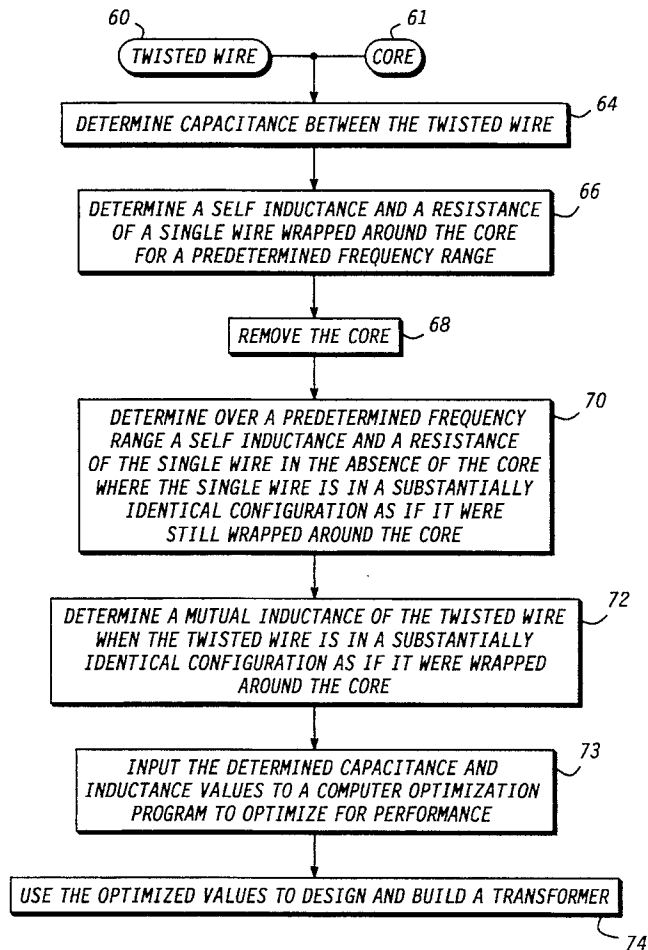 60
61
TWISTED WIRE
CORE
64
DETERMINE CAPACITANCE BETWEEN THE TWISTED WIRE
66
DETERMINE A SELF INDUCTANCE AND A RESISTANCE
OF A SINGLE WIRE WRAPPED AROUND THE CORE
FOR A PREDETERMINED FREQUENCY RANGE
REMOVE THE CORE
68
70
DETERMINE OVER A PREDETERMINED FREQUENCY
RANGE A SELF INDUCTANCE AND A RESISTANCE
OF THE SINGLE WIRE IN THE ABSENCE OF THE CORE
WHERE THE SINGLE WIRE IS IN A SUBSTANTIALLY
IDENTICAL CONFIGURATION AS IF IT WERE
STILL WRAPPED AROUND THE CORE
72
DETERMINE A MUTUAL INDUCTANCE OF THE TWISTED WIRE
WHEN THE TWISTED WIRE IS IN A SUBSTANTIALLY
IDENTICAL CONFIGURATION AS IF IT WERE WRAPPED
AROUND THE CORE
73
INPUT THE DETERMINED CAPACITANCE AND
INDUCTANCE VALUES TO A COMPUTER OPTIMIZATION
PROGRAM TO OPTIMIZE FOR PERFORMANCE
USE THE OPTIMIZED VALUES TO DESIGN AND BUILD A TRANSFORMER
74